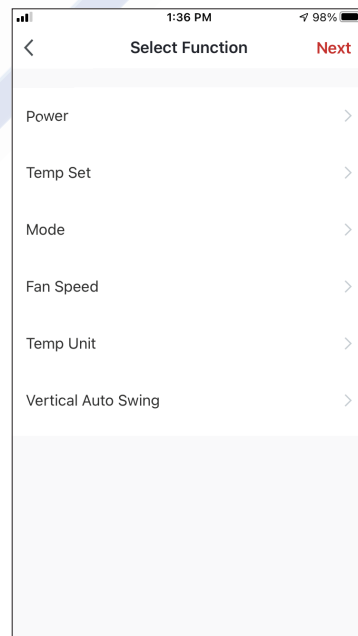 1:36 PM 98%
Select Function Next
Power
Temp Set
Mode
Fan Speed
Temp Unit
Vertical Auto Swing